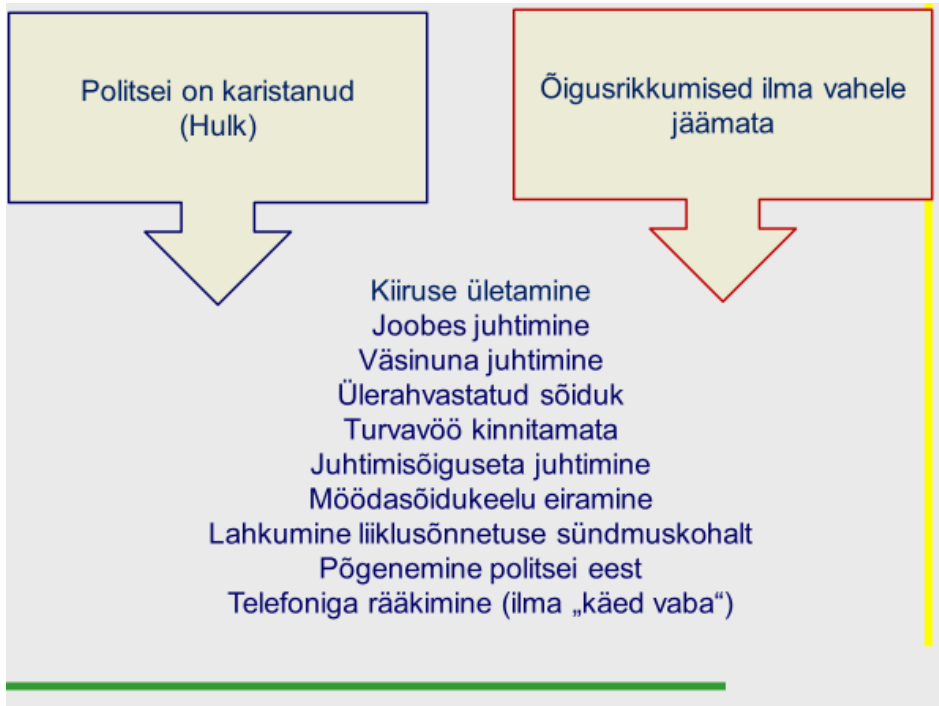 Politsei on karistanud
(Hulk)
Õigusrikkumised ilma vahele
jäämata
Kiiruse ületamine
Joobes juhtimine
Väsinuna juhtimine
Ülerahvastatud sõiduk
Turvavöö kinnitamata
Juhtimisõiguseta juhtimine
Möödasõidukeelu eiramine
Lahkumine liiklusõnnetuse sündmuskohalt
Põgenemine politsei eest
Telefoniga rääkimine (ilma „käed vaba“)